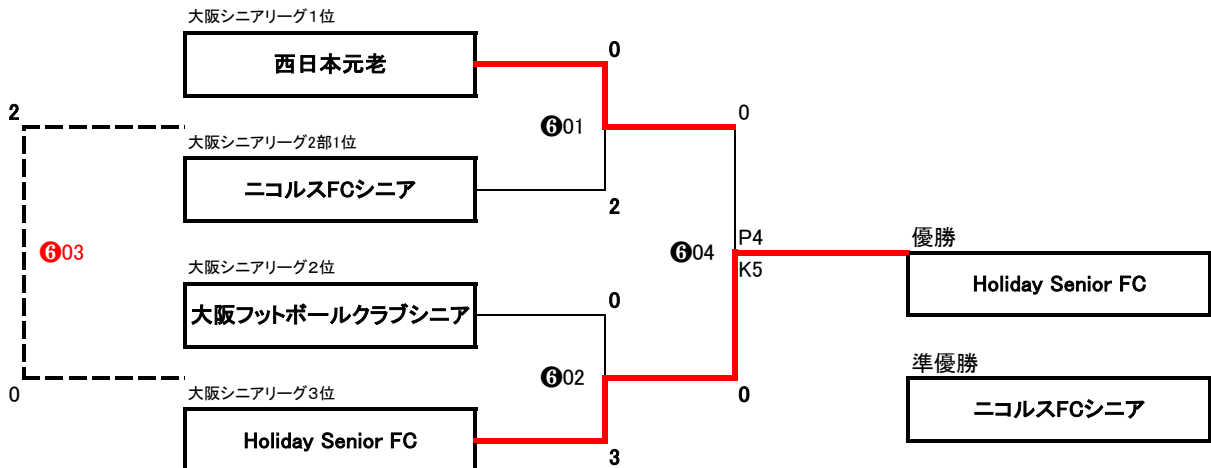 大阪シニアリーグ1位
西日本元老
0
2
❻01
0
大阪シニアリーグ2部1位
ニコルスFCシニア
2
❻03
❻04
P4
K5
優勝
Holiday Senior FC
大阪シニアリーグ2位
大阪フットボールクラブシニア
0
❻02
準優勝
0
大阪シニアリーグ3位
0
ニコルスFCシニア
Holiday Senior FC
3